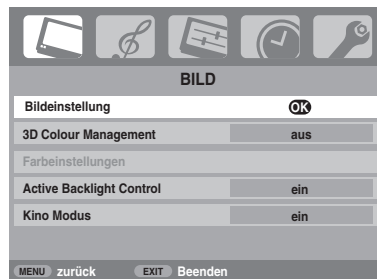 BILD
Bildeinstellung OK
3D Colour Management aus
Farbeinstellungen
Active Backlight Control ein
Kino Modus ein
MENU zurück EXIT Beenden